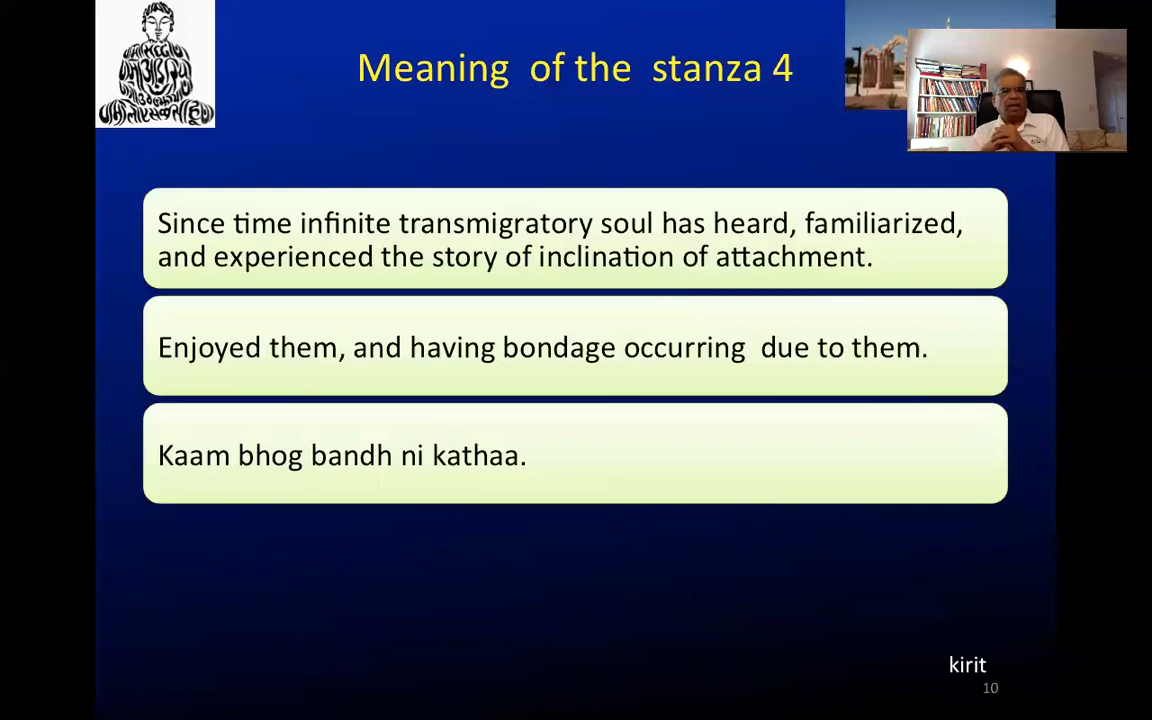 Meaning of the stanza 4
Since time infinite transmigratory soul has heard, familiarized,
and experienced the story of inclination of attachment.
Enjoyed them, and having bondage occurring due to them.
Kaam bhog bandh ni kathaa.
kirit
10